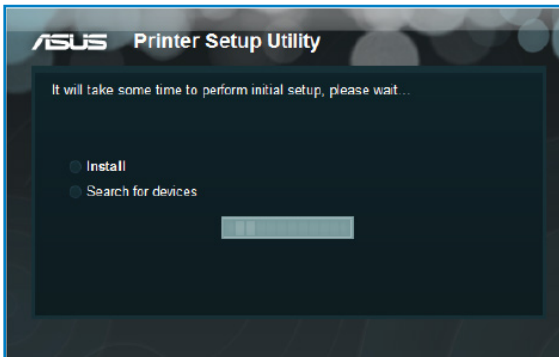 ASUS Printer Setup Utility
It will take some time to perform initial setup, please wait...
Install
Search for devices